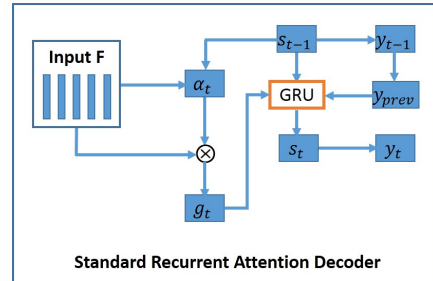 Input F
s_{t-1}
y_{t-1}
α_t
GRU
y_{prev}
⊗
s_t
y_t
g_t
Standard Recurrent Attention Decoder